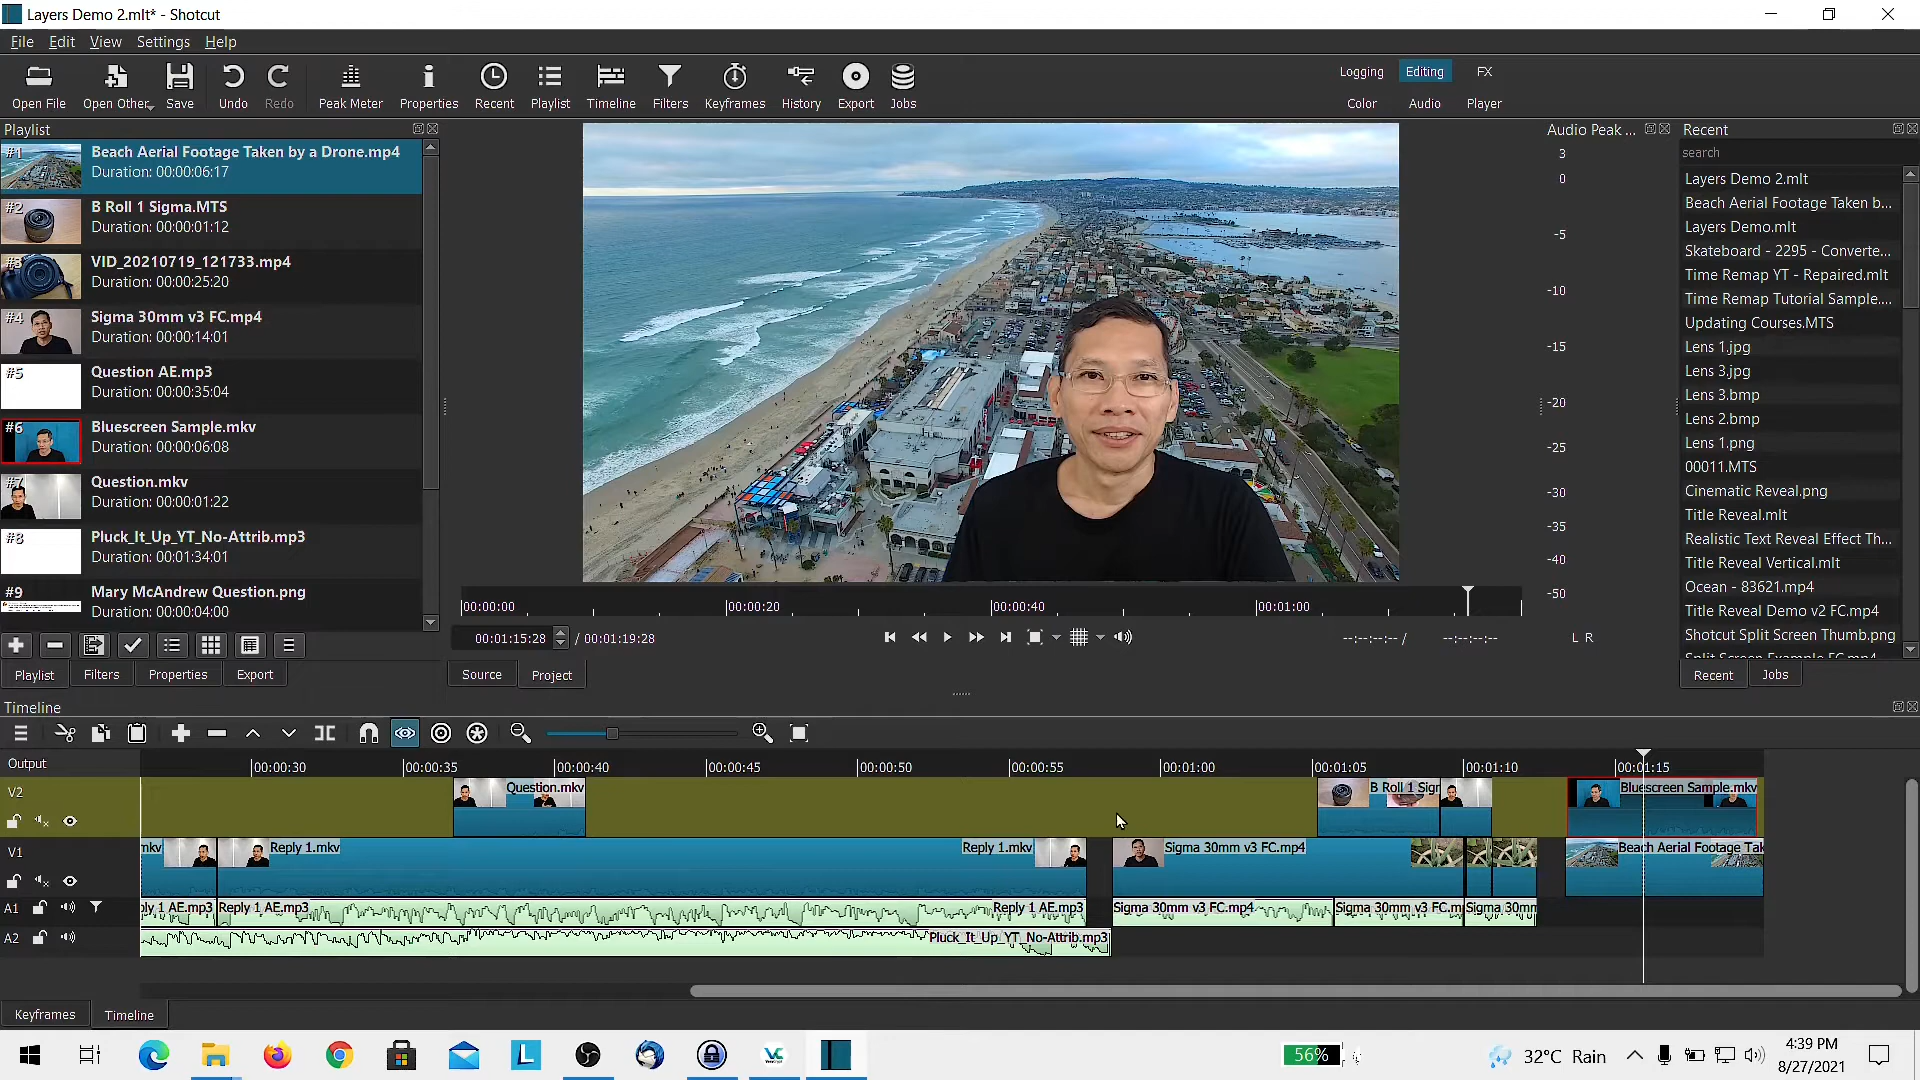 Layers Demo 2.mlt* - Shotcut
File Edit View Settings Help
Open File Open Other Save Undo Redo Peak Meter Properties Recent Playlist Timeline Filters Keyframes History Export Jobs
Logging Editing FX
Color Audio Player
Playlist
#1 Beach Aerial Footage Taken by a Drone.mp4
Duration: 00:00:06:17
#2 B Roll 1 Sigma.MTS
Duration: 00:00:01:12
#3 VID_20210719_121733.mp4
Duration: 00:00:25:20
#4 Sigma 30mm v3 FC.mp4
Duration: 00:00:14:01
#5 Question AE.mp3
Duration: 00:00:35:04
#6 Bluescreen Sample.mkv
Duration: 00:00:06:08
#7 Question.mkv
Duration: 00:00:01:22
#8 Pluck_It_Up_YT_No-Attrib.mp3
Duration: 00:01:34:01
#9 Mary McAndrew Question.png
Duration: 00:00:04:00
Playlist Filters Properties Export
00:00:00 00:00:20 00:00:40 00:01:00
00:01:15:28 / 00:01:19:28
--:--:--:-- / --:--:--:--
Source Project
Audio Peak ...
3
0
-5
-10
-15
-20
-25
-30
-35
-40
-50
L R
Recent
search
Layers Demo 2.mlt
Beach Aerial Footage Taken b...
Layers Demo.mlt
Skateboard - 2295 - Converte...
Time Remap YT - Repaired.mlt
Time Remap Tutorial Sample....
Updating Courses.MTS
Lens 1.jpg
Lens 3.jpg
Lens 3.bmp
Lens 2.bmp
Lens 1.png
00011.MTS
Cinematic Reveal.png
Title Reveal.mlt
Realistic Text Reveal Effect Th...
Title Reveal Vertical.mlt
Ocean - 83621.mp4
Title Reveal Demo v2 FC.mp4
Shotcut Split Screen Thumb.png
Split Screen Example FC.mp4
Recent Jobs
Timeline
Output
00:00:30 00:00:35 00:00:40 00:00:45 00:00:50 00:00:55 00:01:00 00:01:05 00:01:10 00:01:15
V2
Question.mkv B Roll 1 Sigr Bluescreen Sample.mkv
V1
mkv Reply 1.mkv Reply 1.mkv Sigma 30mm v3 FC.mp4 Beach Aerial Footage Tak
A1
ply 1 AE.mp3 Reply 1 AE.mp3 Reply 1 AE.mp3 Sigma 30mm v3 FC.mp4 Sigma 30mm v3 FC.m Sigma 30mm
A2
Pluck_It_Up_YT_No-Attrib.mp3
Keyframes Timeline
56%
32°C Rain
4:39 PM
8/27/2021